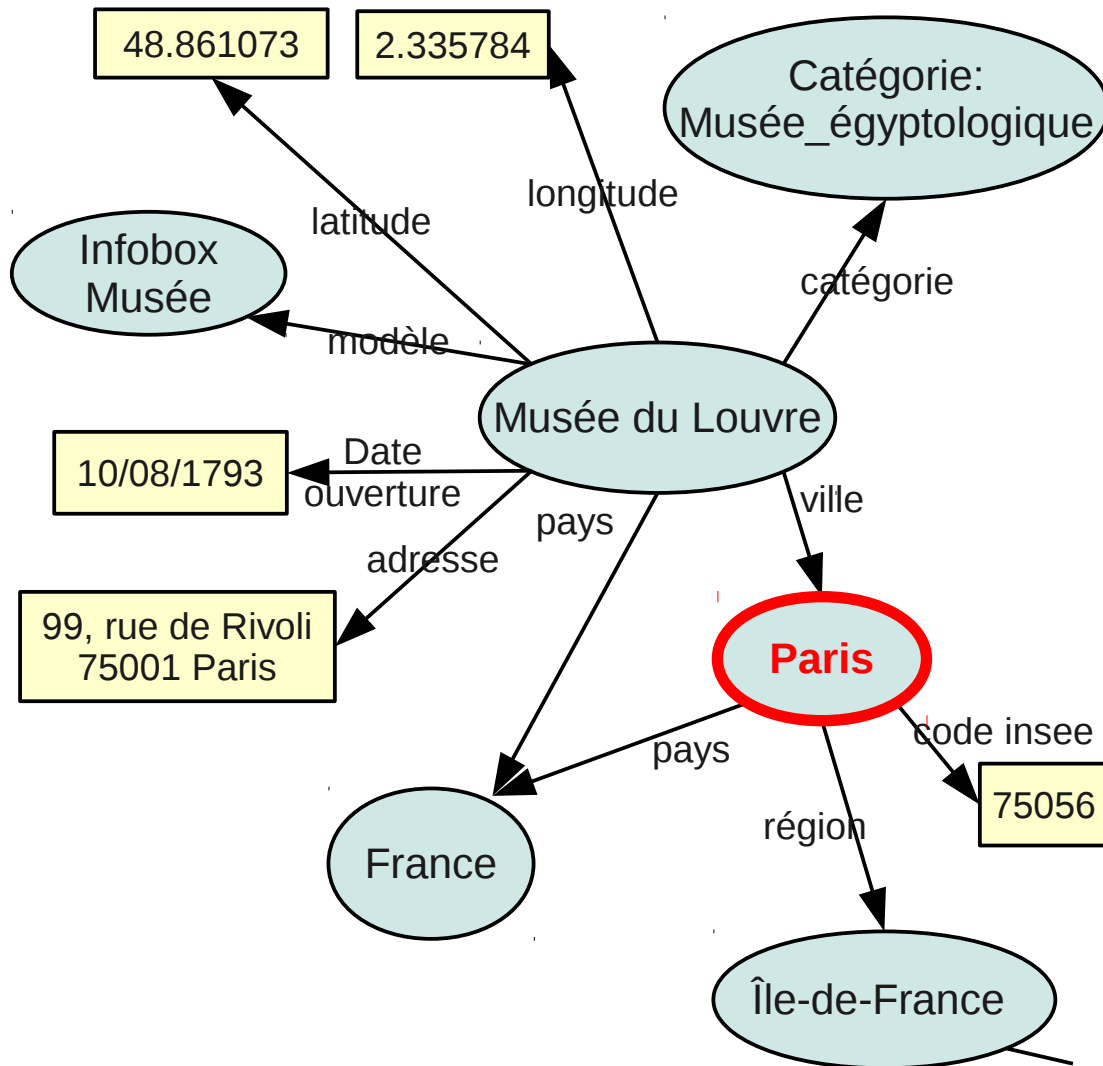 48.861073
2.335784
Catégorie:
Musée_égyptologique
longitude
latitude
Infobox
Musée
catégorie
modèle
Musée du Louvre
Date
ouverture
10/08/1793
pays
ville
adresse
99, rue de Rivoli
75001 Paris
Paris
code insee
pays
75056
région
France
Île-de-France